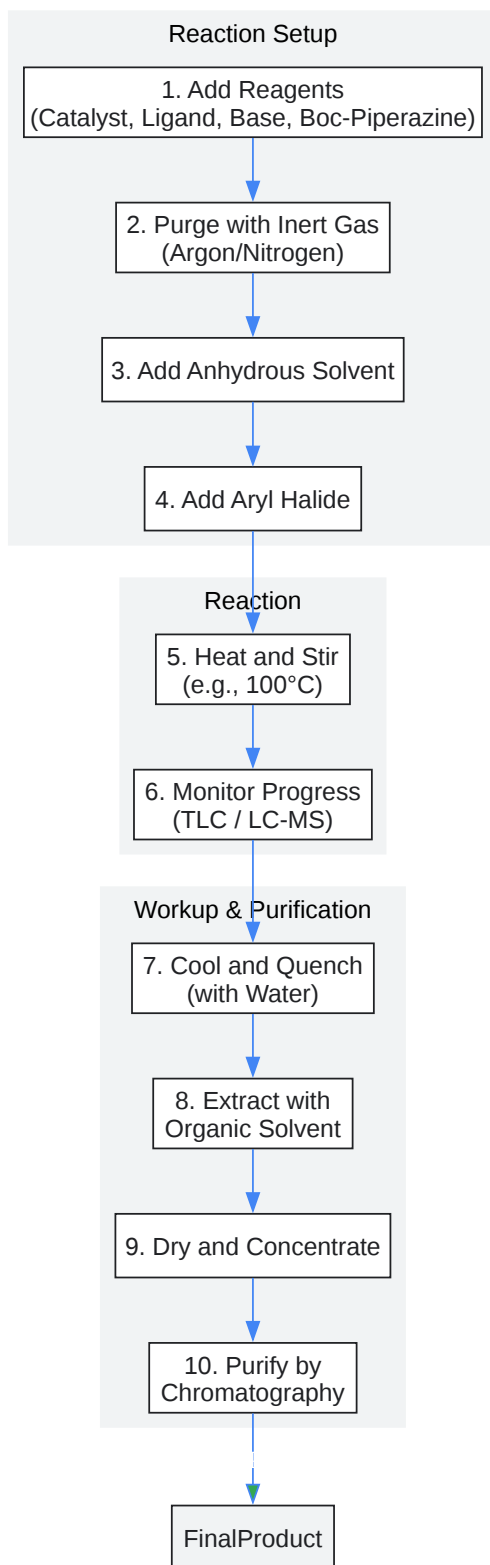 Reaction Setup
1. Add Reagents
(Catalyst, Ligand, Base, Boc-Piperazine)
2. Purge with Inert Gas
(Argon/Nitrogen)
3. Add Anhydrous Solvent
4. Add Aryl Halide
Reaction
5. Heat and Stir
(e.g., 100°C)
6. Monitor Progress
(TLC / LC-MS)
Workup & Purification
7. Cool and Quench
(with Water)
8. Extract with
Organic Solvent
9. Dry and Concentrate
10. Purify by
Chromatography
FinalProduct